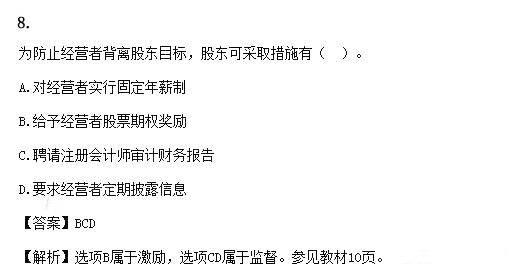 8.
为防止经营者背离股东目标，股东可采取措施有（　）。
A.对经营者实行固定年薪制
B.给予经营者股票期权奖励
C.聘请注册会计师审计财务报告
D.要求经营者定期披露信息
【答案】BCD
【解析】选项B属于激励，选项CD属于监督。参见教材10页。